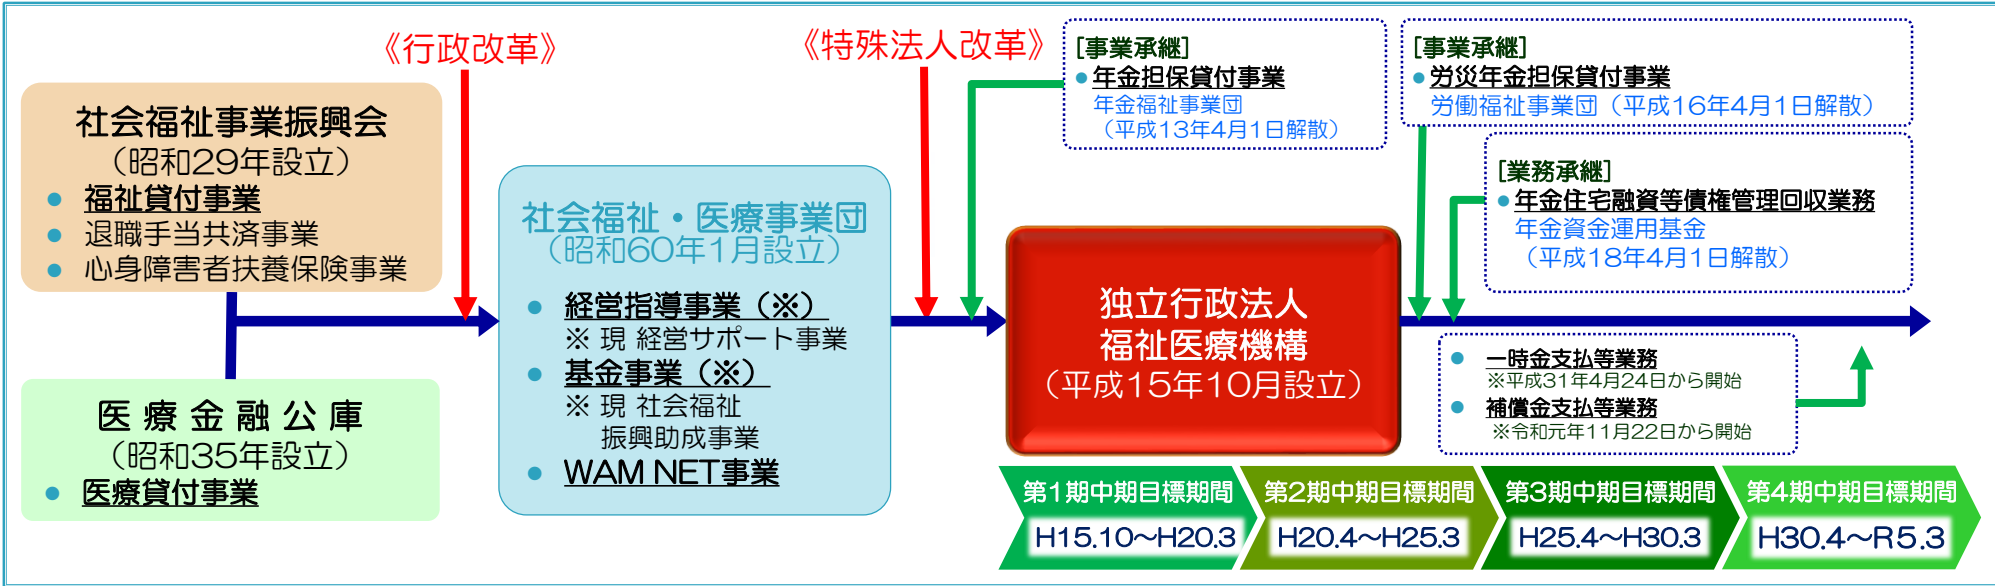 《行政改革》
社会福祉事業振興会
（昭和29年設立）
● 福祉貸付事業
● 退職手当共済事業
● 心身障害者扶養保険事業
医 療 金 融 公 庫
（昭和35年設立）
● 医療貸付事業
社会福祉・医療事業団
（昭和60年1月設立）
● 経営指導事業（※）
※ 現 経営サポート事業
● 基金事業（※）
※ 現 社会福祉
振興助成事業
● WAM NET事業
《特殊法人改革》
[事業承継]
● 年金担保貸付事業
年金福祉事業団
（平成13年4月1日解散）
独立行政法人
福祉医療機構
（平成15年10月設立）
[事業承継]
● 労災年金担保貸付事業
労働福祉事業団（平成16年4月1日解散）
[業務承継]
● 年金住宅融資等債権管理回収業務
年金資金運用基金
（平成18年4月1日解散）
● 一時金支払等業務
※平成31年4月24日から開始
● 補償金支払等業務
※令和元年11月22日から開始
第1期中期目標期間
H15.10～H20.3
第2期中期目標期間
H20.4～H25.3
第3期中期目標期間
H25.4～H30.3
第4期中期目標期間
H30.4～R5.3